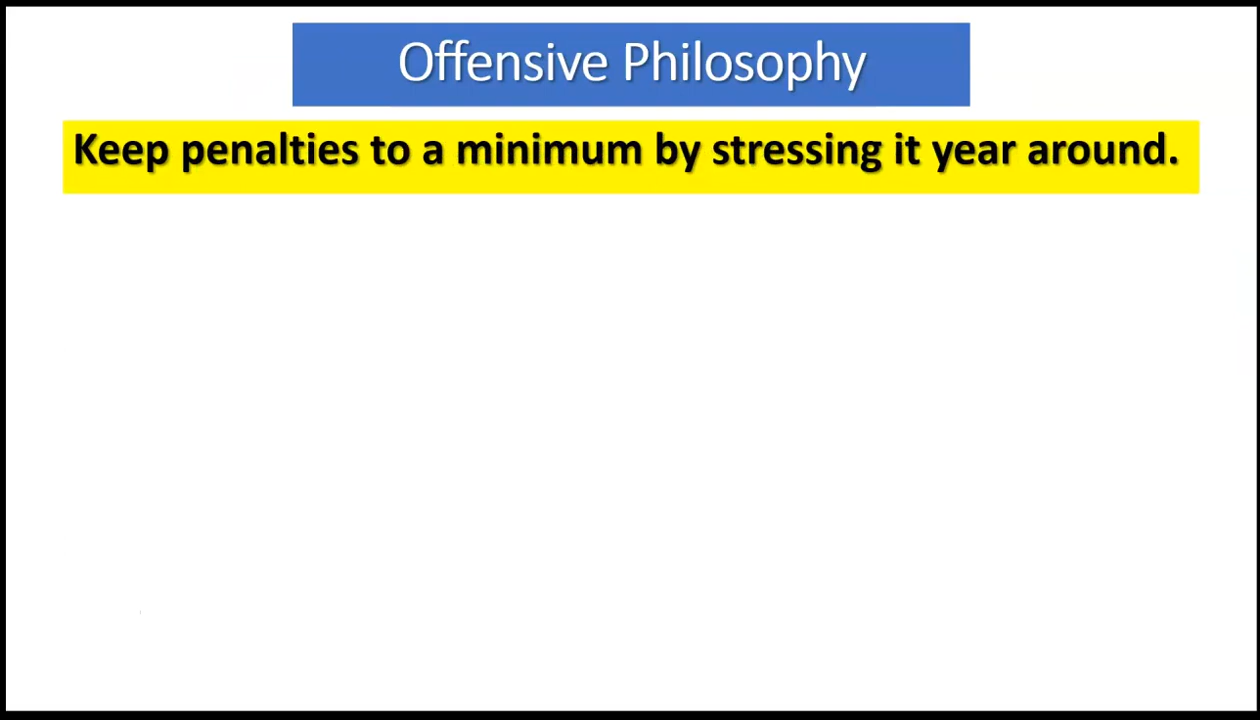 Offensive Philosophy
Keep penalties to a minimum by stressing it year around.